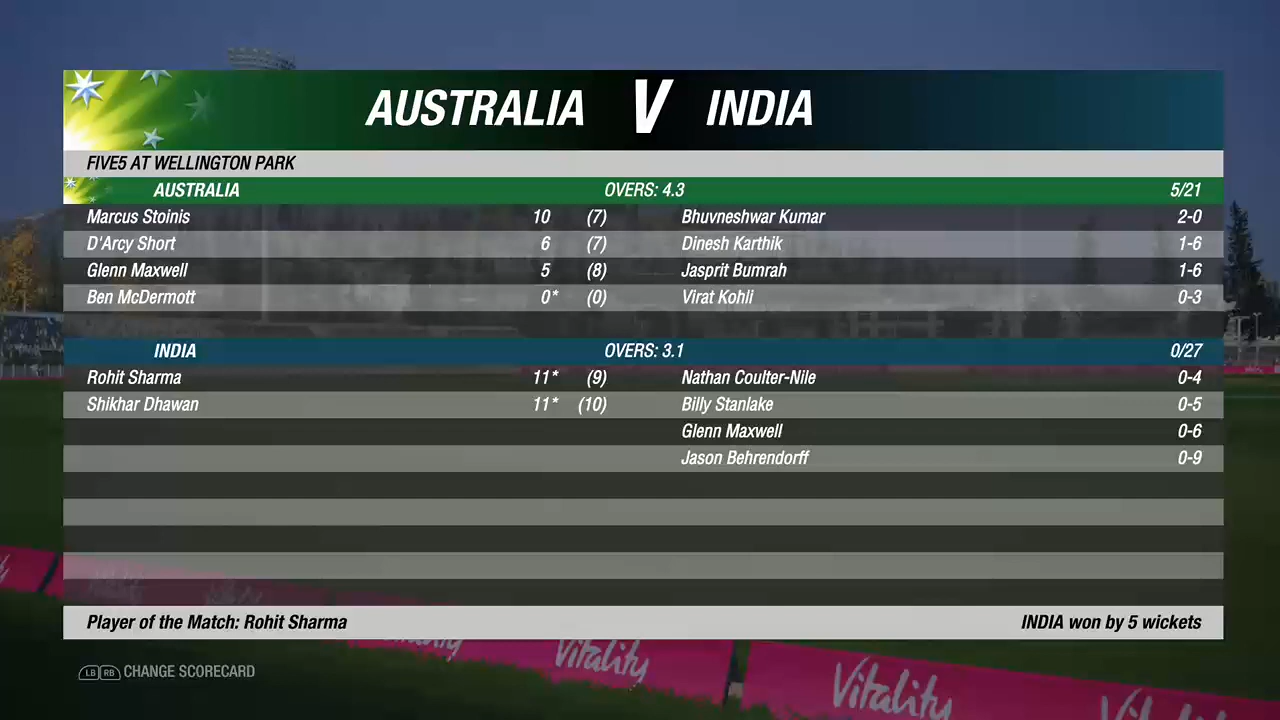 AUSTRALIA V INDIA
FIVE5 AT WELLINGTON PARK
AUSTRALIA OVERS: 4.3 5/21
Marcus Stoinis 10 (7) Bhuvneshwar Kumar 2-0
D'Arcy Short 6 (7) Dinesh Karthik 1-6
Glenn Maxwell 5 (8) Jasprit Bumrah 1-6
Ben McDermott 0* (0) Virat Kohli 0-3
INDIA OVERS: 3.1 0/27
Rohit Sharma 11* (9) Nathan Coulter-Nile 0-4
Shikhar Dhawan 11* (10) Billy Stanlake 0-5
Glenn Maxwell 0-6
Jason Behrendorff 0-9
Player of the Match: Rohit Sharma INDIA won by 5 wickets
LB RB CHANGE SCORECARD
Vitality Vitality Vitality Vitality